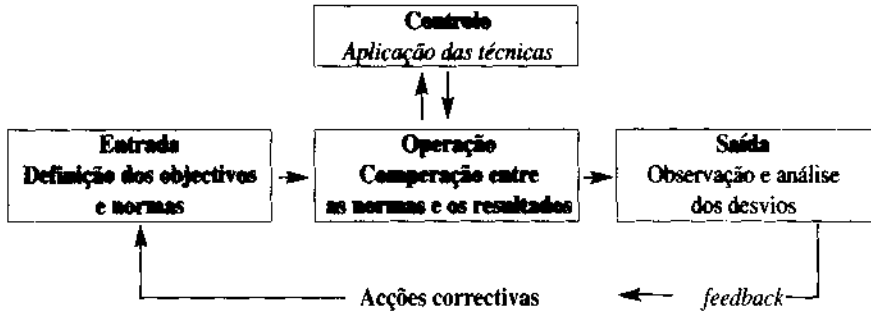 Controlo
Aplicação das técnicas
Entrada
Definição dos objectivos
e normas
Operação
Comperação entre
as normas e os resultados
Saída
Observação e análise
dos desvios
Acções correctivas
feedback